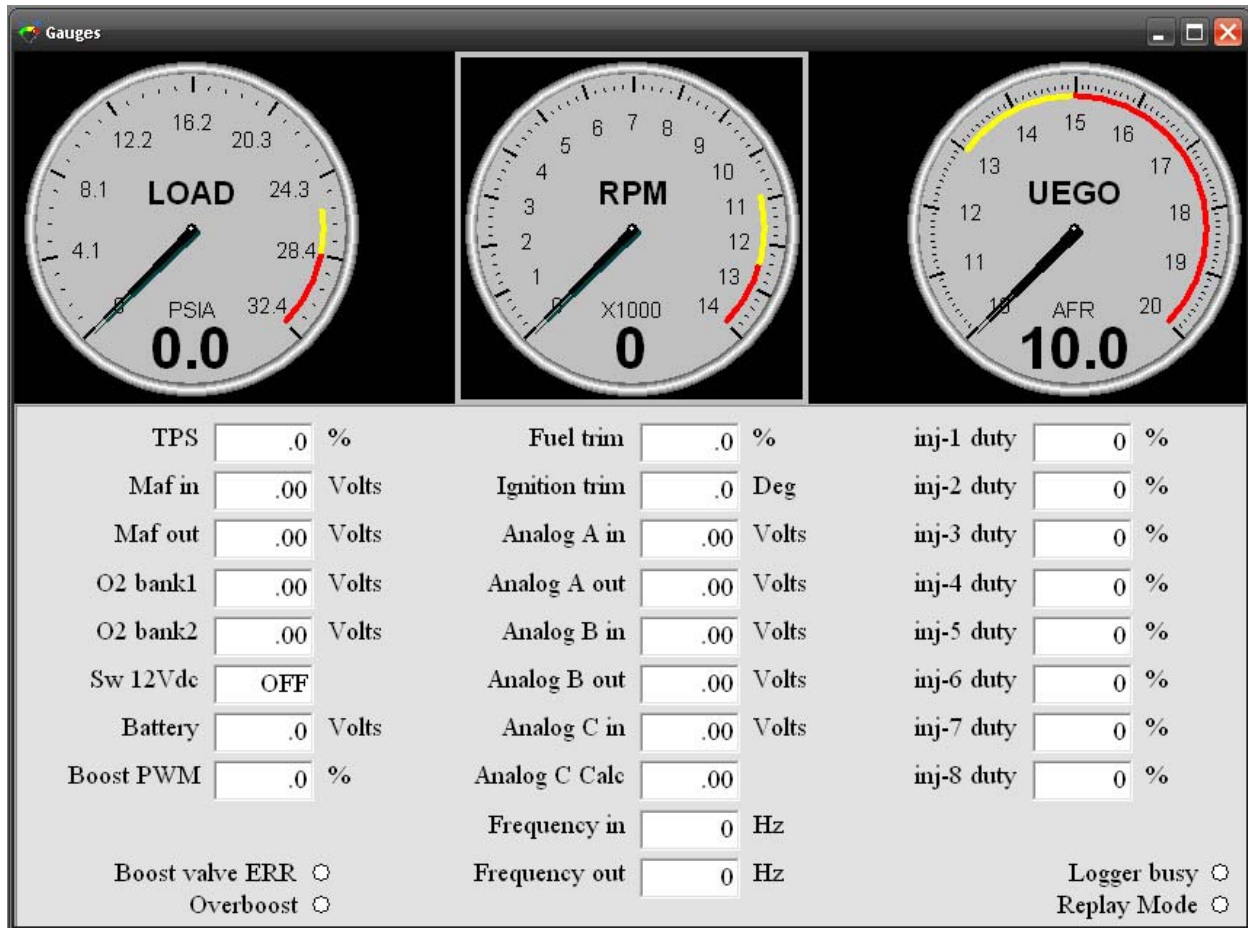 Gauges
0
4.1
8.1
12.2
16.2
20.3
24.3
28.4
32.4
LOAD
PSIA
0.0
0
1
2
3
4
5
6
7
8
9
10
11
12
13
14
RPM
X1000
0
10
11
12
13
14
15
16
17
18
19
20
UEGO
AFR
10.0
TPS .0 %
Maf in .00 Volts
Maf out .00 Volts
O2 bank1 .00 Volts
O2 bank2 .00 Volts
Sw 12Vdc OFF
Battery .0 Volts
Boost PWM .0 %
Boost valve ERR
Overboost
Fuel trim .0 %
Ignition trim .0 Deg
Analog A in .00 Volts
Analog A out .00 Volts
Analog B in .00 Volts
Analog B out .00 Volts
Analog C in .00 Volts
Analog C Calc .00
Frequency in 0 Hz
Frequency out 0 Hz
inj-1 duty 0 %
inj-2 duty 0 %
inj-3 duty 0 %
inj-4 duty 0 %
inj-5 duty 0 %
inj-6 duty 0 %
inj-7 duty 0 %
inj-8 duty 0 %
Logger busy
Replay Mode